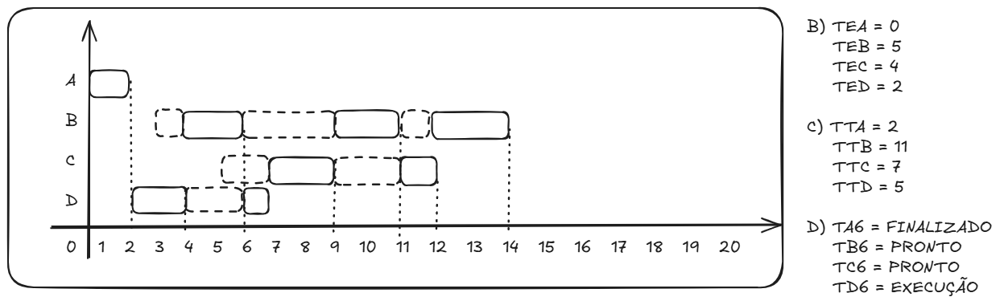 A
B
C
D
0 1 2 3 4 5 6 7 8 9 10 11 12 13 14 15 16 17 18 19 20
B) TEA = 0
TEB = 5
TEC = 4
TED = 2
C) TTA = 2
TTB = 11
TTC = 7
TTD = 5
D) TA6 = FINALIZADO
TB6 = PRONTO
TC6 = PRONTO
TD6 = EXECUÇÃO